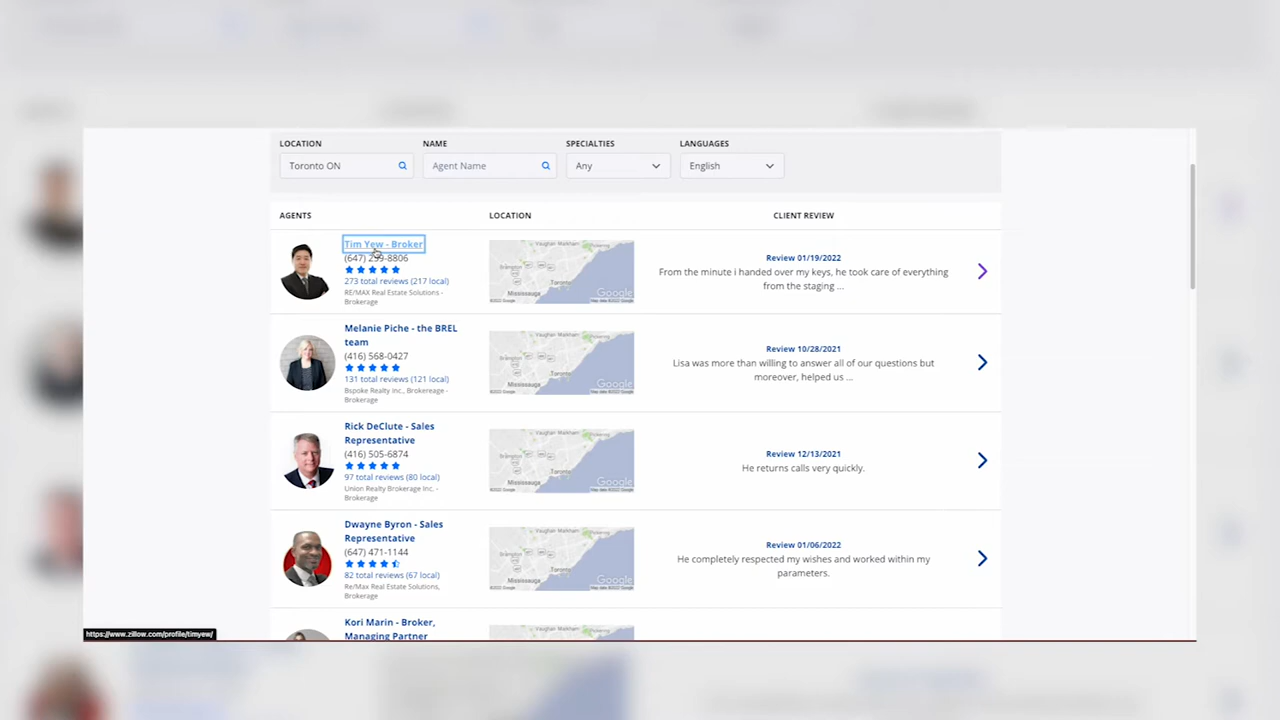 LOCATION NAME SPECIALTIES LANGUAGES
Toronto ON Agent Name Any English
AGENTS LOCATION CLIENT REVIEW
Tim Yew - Broker
(647) 8806
273 total reviews (217 local)
RE/MAX Real Estate Solutions -
Brokerage
Review 01/19/2022
From the minute i handed over my keys, he took care of everything
from the staging ...
Melanie Piche - the BREL
team
(416) 568-0427
131 total reviews (121 local)
Bspoke Realty Inc., Brokereage -
Brokerage
Review 10/28/2021
Lisa was more than willing to answer all of our questions but
moreover, helped us ...
Rick DeClute - Sales
Representative
(416) 505-6874
97 total reviews (80 local)
Union Realty Brokerage Inc. -
Brokerage
Review 12/13/2021
He returns calls very quickly.
Dwayne Byron - Sales
Representative
(647) 471-1144
82 total reviews (67 local)
Re/Max Real Estate Solutions,
Brokerage
Review 01/06/2022
He completely respected my wishes and worked within my
parameters.
Kori Marin - Broker,
Managing Partner
https://www.zillow.com/profile/timyew/